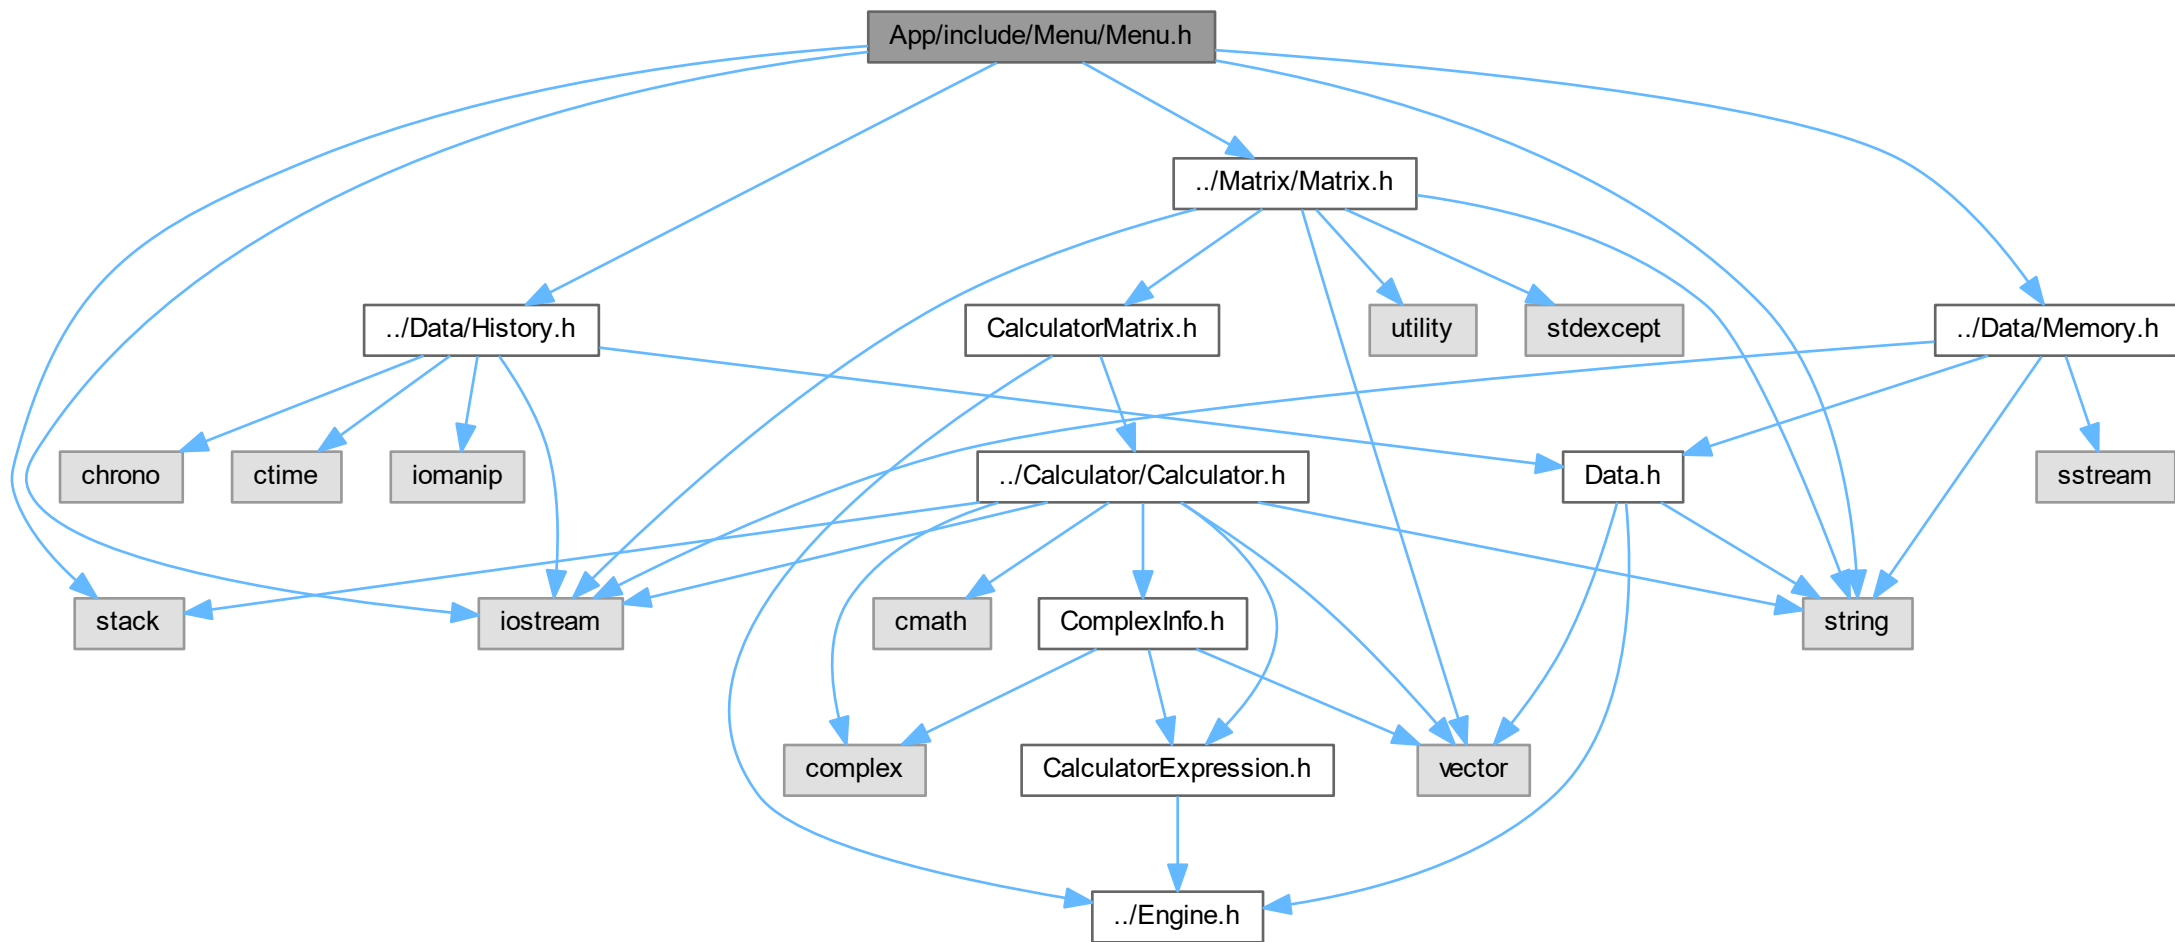 App/include/Menu/Menu.h
../Matrix/Matrix.h
../Data/History.h
CalculatorMatrix.h
utility
stdexcept
../Data/Memory.h
chrono
ctime
iomanip
../Calculator/Calculator.h
Data.h
sstream
stack
iostream
cmath
ComplexInfo.h
string
complex
CalculatorExpression.h
vector
../Engine.h